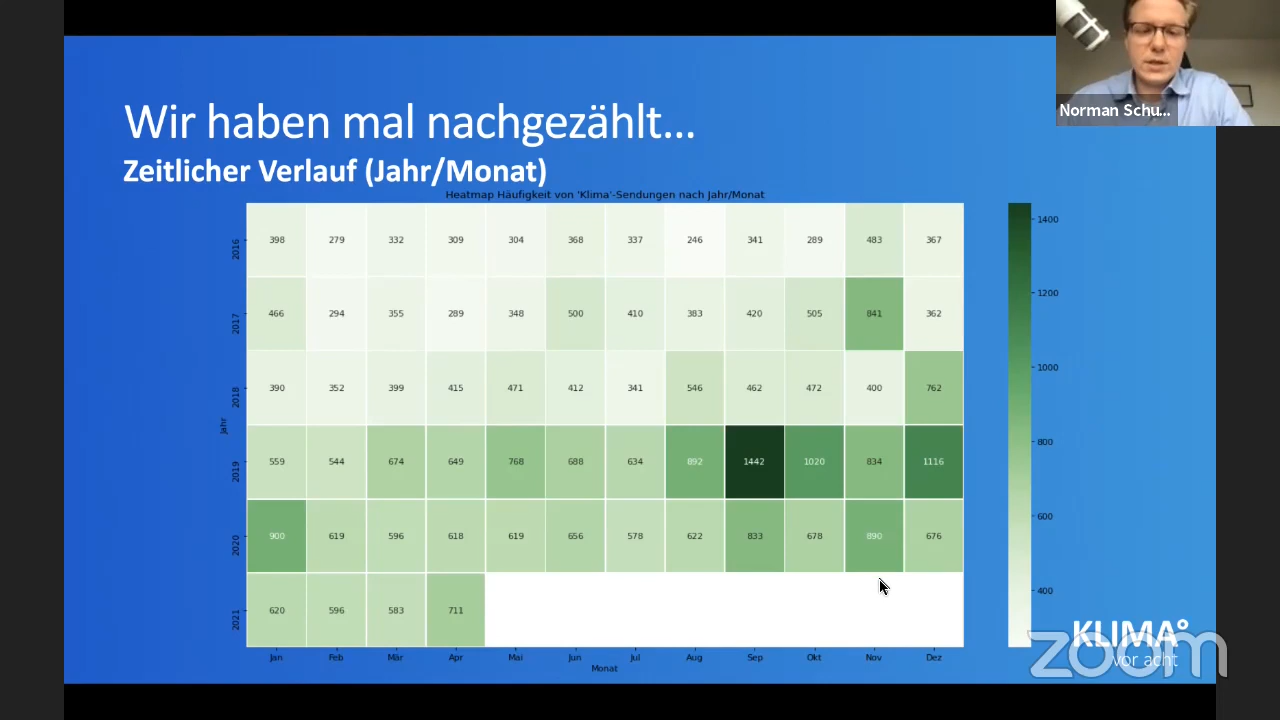 Norman Schu...
Wir haben mal nachgezählt...
Zeitlicher Verlauf (Jahr/Monat)
Heatmap Häufigkeit von 'Klima'-Sendungen nach Jahr/Monat
2016 398 279 332 309 304 368 337 246 341 289 483 367
2017 466 294 355 289 348 500 410 383 420 505 841 362
2018 390 352 399 415 471 412 341 546 462 472 400 762
Jahr
2019 559 544 674 649 768 688 634 892 1442 1020 834 1116
2020 900 619 596 618 619 656 578 622 833 678 890 676
2021 620 596 583 711
Jan Feb Mär Apr Mai Jun Jul Aug Sep Okt Nov Dez
Monat
1400
1200
1000
800
600
400
KLIMA°
vor acht
zoom